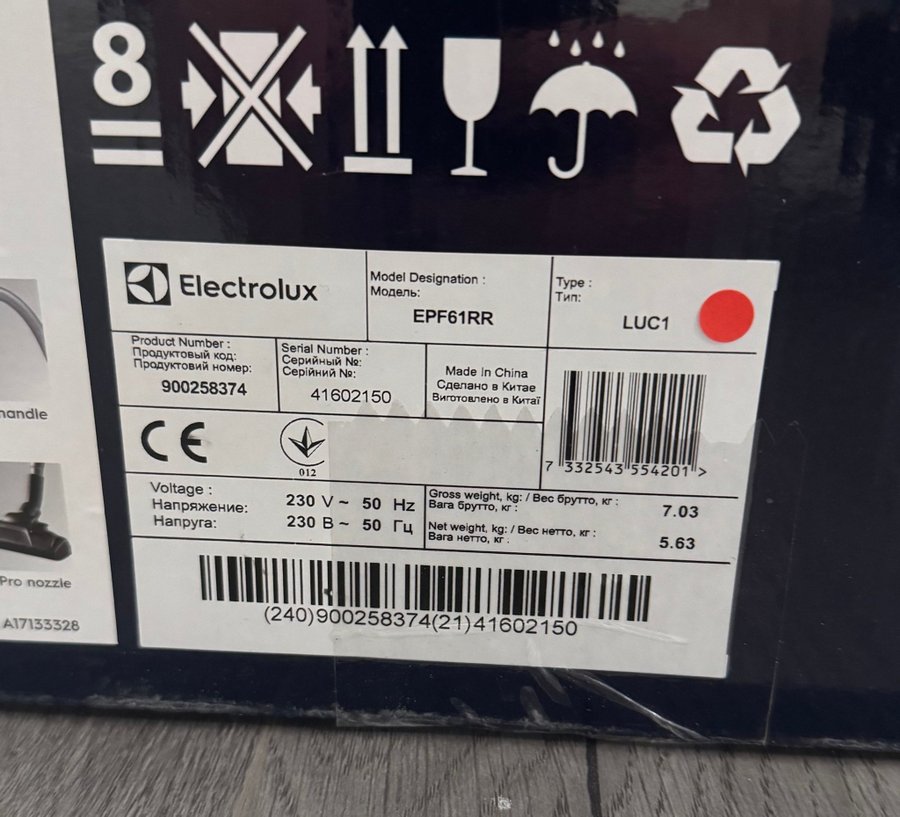 8
Electrolux
Model Designation :
Модель:
EPF61RR
Type :
Тип:
LUC1
Product Number :
Продуктовый код:
Продуктовий номер:
900258374
Serial Number :
Серийный №:
Серійний №:
41602150
Made In China
Сделано в Китае
Виготовлено в Китаї
CE
012
7 332543 554201 >
Voltage :
Напряжение:
Напруга:
230 V ~ 50 Hz
230 В ~ 50 Гц
Gross weight, kg: / Вес брутто, кг :
Вага брутто, кг :
7.03
Net weight, kg: / Вес нетто, кг :
Вага нетто, кг :
5.63
(240)900258374(21)41602150
handle
Pro nozzle
A17133328